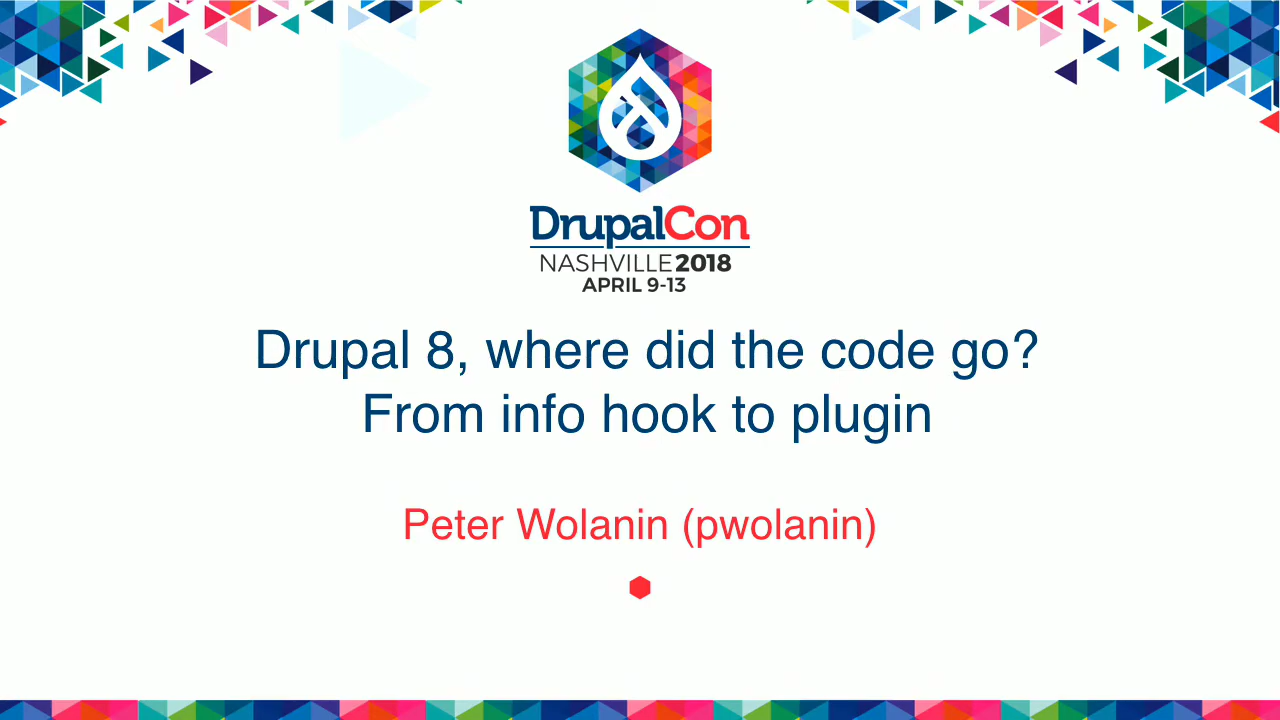 DrupalCon
NASHVILLE 2018
APRIL 9-13
Drupal 8, where did the code go?
From info hook to plugin
Peter Wolanin (pwolanin)